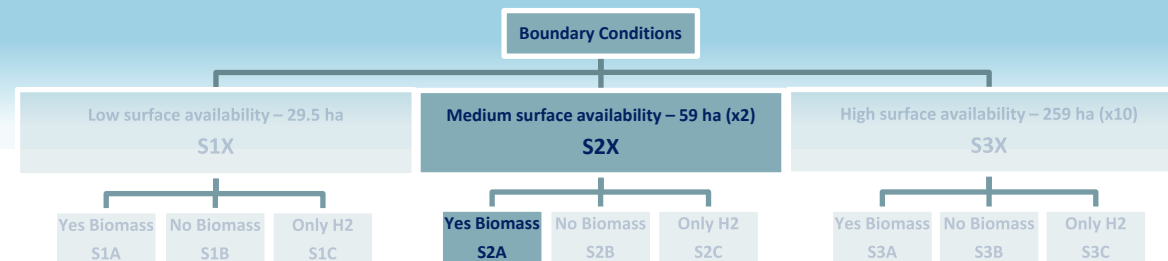 Boundary Conditions
Low surface availability – 29.5 ha
S1X
Medium surface availability – 59 ha (x2)
S2X
High surface availability – 259 ha (x10)
S3X
Yes Biomass
S1A
No Biomass
S1B
Only H2
S1C
Yes Biomass
S2A
No Biomass
S2B
Only H2
S2C
Yes Biomass
S3A
No Biomass
S3B
Only H2
S3C